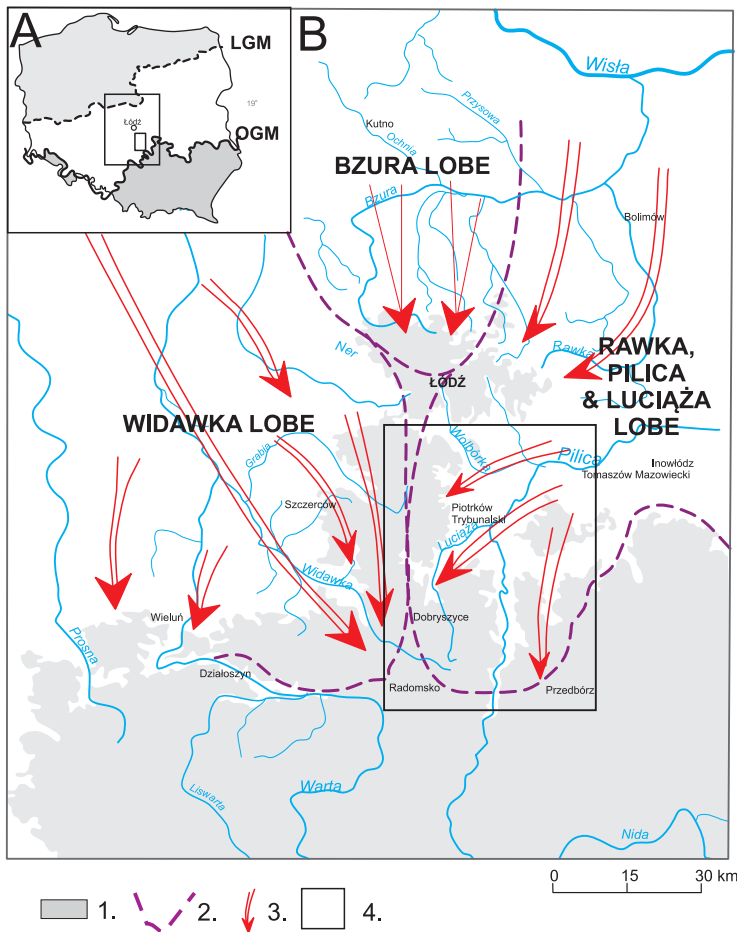 A
B
LGM
19°
Łódź
OGM
Wisła
Przysowa
Kutno
Ochnia
BZURA LOBE
Bzura
Bolimów
Ner
Rawka
RAWKA,
PILICA
& LUCIĄŻA
LOBE
ŁÓDŹ
WIDAWKA LOBE
Grabia
Wolbórka
Pilica
Inowłódz
Tomaszów Mazowiecki
Szczerców
Piotrków
Trybunalski
Luciąża
Widawka
Wieluń
Dobryszyce
Prosna
Działoszyn
Radomsko
Przedbórz
Liswarta
Warta
Nida
0 15 30 km
1. 2. 3. 4.